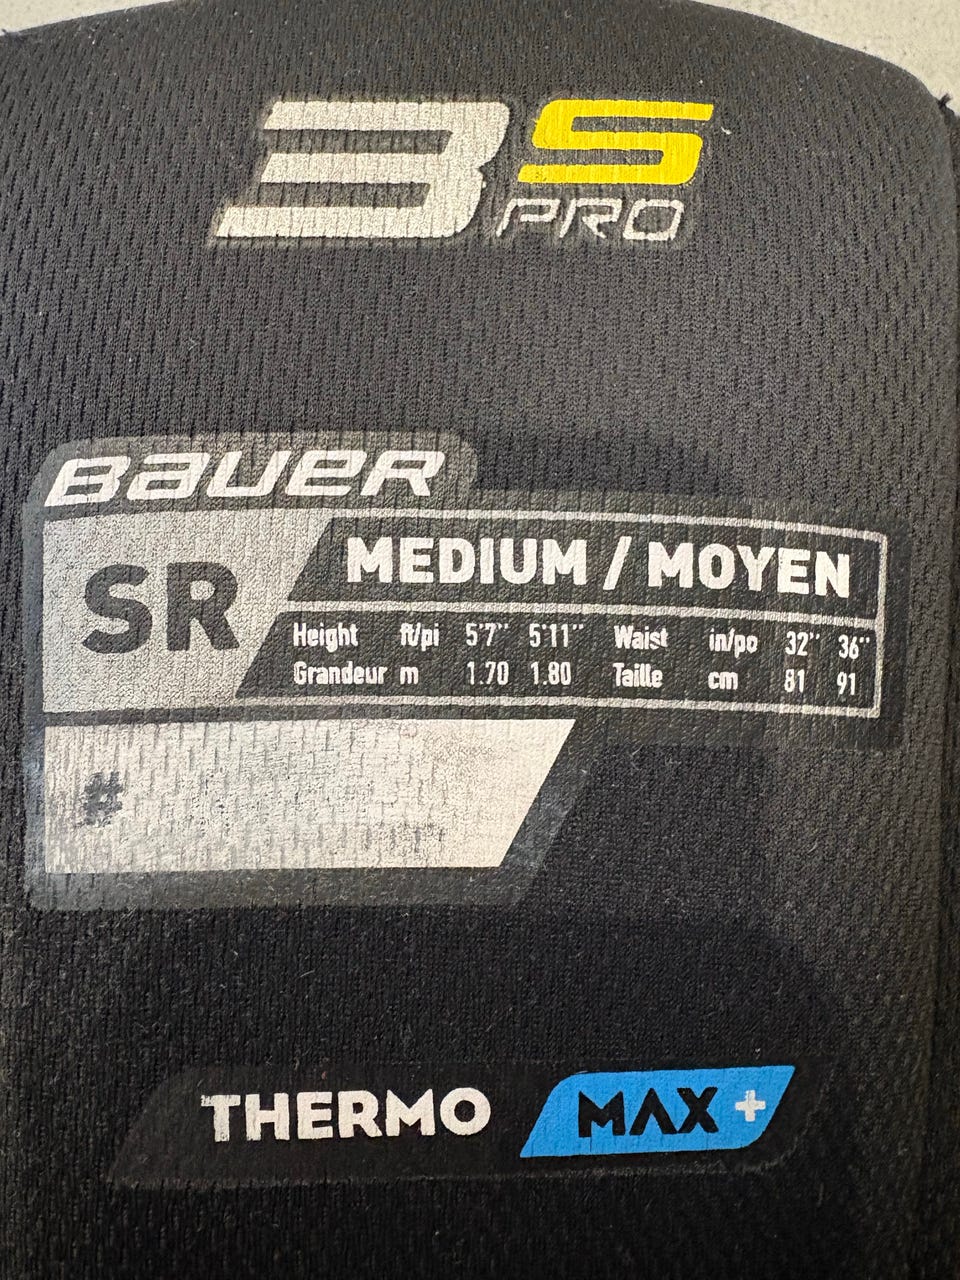 3S
PRO
BAUER
SR
MEDIUM / MOYEN
Height ft/pi 5'7'' 5'11'' Waist in/po 32'' 36''
Grandeur m 1.70 1.80 Taille cm 81 91
#
THERMO MAX+